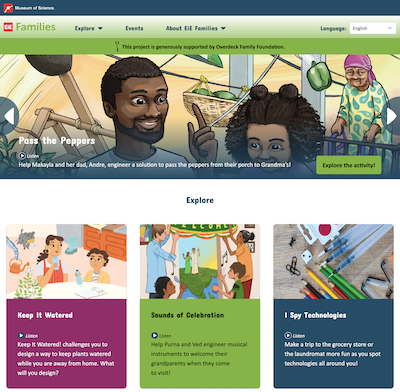 Museum of Science.
EiE Families
Explore
Events
About EiE Families
Language:
English
This project is generously supported by Overdeck Family Foundation.
WELCOME
Pass the Peppers
Listen
Help Makayla and her dad, Andre, engineer a solution to pass the peppers from their porch to Grandma's!
Explore the activity!
Explore
Keep It Watered
Listen
Keep It Watered! challenges you to
design a way to keep plants watered
while you are away from home. What
will you design?
Sounds of Celebration
Listen
Help Purna and Ved engineer musical
instruments to welcome their
grandparents when they come
to visit!
I Spy Technologies
Listen
Make a trip to the grocery store or
the laundromat more fun as you spot
technologies all around you!